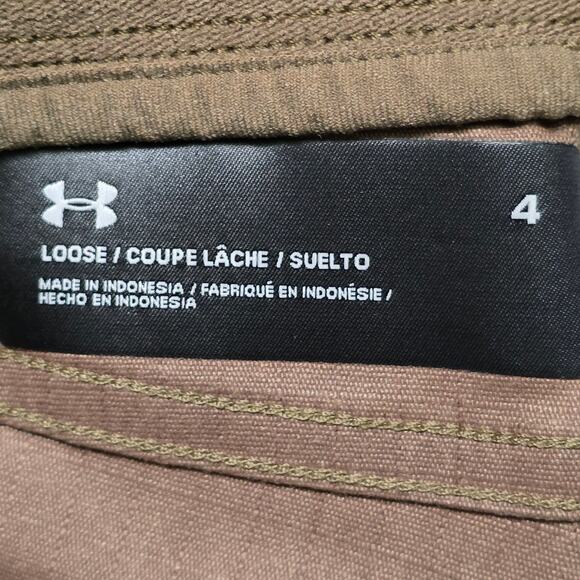 4
LOOSE / COUPE LÂCHE / SUELTO
MADE IN INDONESIA / FABRIQUÉ EN INDONÉSIE /
HECHO EN INDONESIA